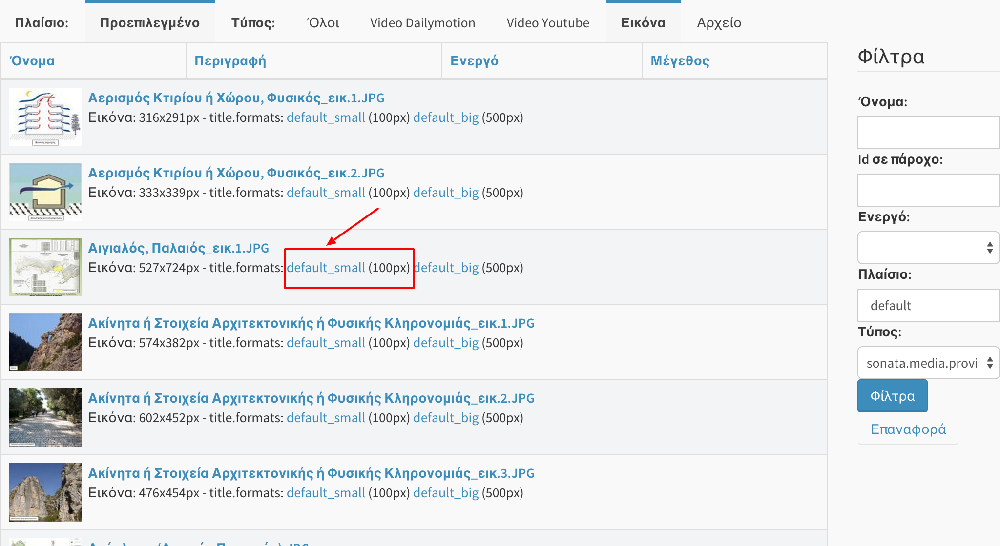 Πλαίσιο: Προεπιλεγμένο Τύπος: Όλοι Video Dailymotion Video Youtube Εικόνα Αρχείο
Όνομα Περιγραφή Ενεργό Μέγεθος
Αερισμός Κτιρίου ή Χώρου, Φυσικός_εικ.1.JPG
Εικόνα: 316x291px - title.formats: default_small (100px) default_big (500px)
Αερισμός Κτιρίου ή Χώρου, Φυσικός_εικ.2.JPG
Εικόνα: 333x339px - title.formats: default_small (100px) default_big (500px)
Αιγιαλός, Παλαιός_εικ.1.JPG
Εικόνα: 527x724px - title.formats: default_small (100px) default_big (500px)
Ακίνητα ή Στοιχεία Αρχιτεκτονικής ή Φυσικής Κληρονομιάς_εικ.1.JPG
Εικόνα: 574x382px - title.formats: default_small (100px) default_big (500px)
Ακίνητα ή Στοιχεία Αρχιτεκτονικής ή Φυσικής Κληρονομιάς_εικ.2.JPG
Εικόνα: 602x452px - title.formats: default_small (100px) default_big (500px)
Ακίνητα ή Στοιχεία Αρχιτεκτονικής ή Φυσικής Κληρονομιάς_εικ.3.JPG
Εικόνα: 476x454px - title.formats: default_small (100px) default_big (500px)
Φίλτρα
Όνομα:
Id σε πάροχο:
Ενεργό:
Πλαίσιο:
default
Τύπος:
sonata.media.provi
Φίλτρα
Επαναφορά